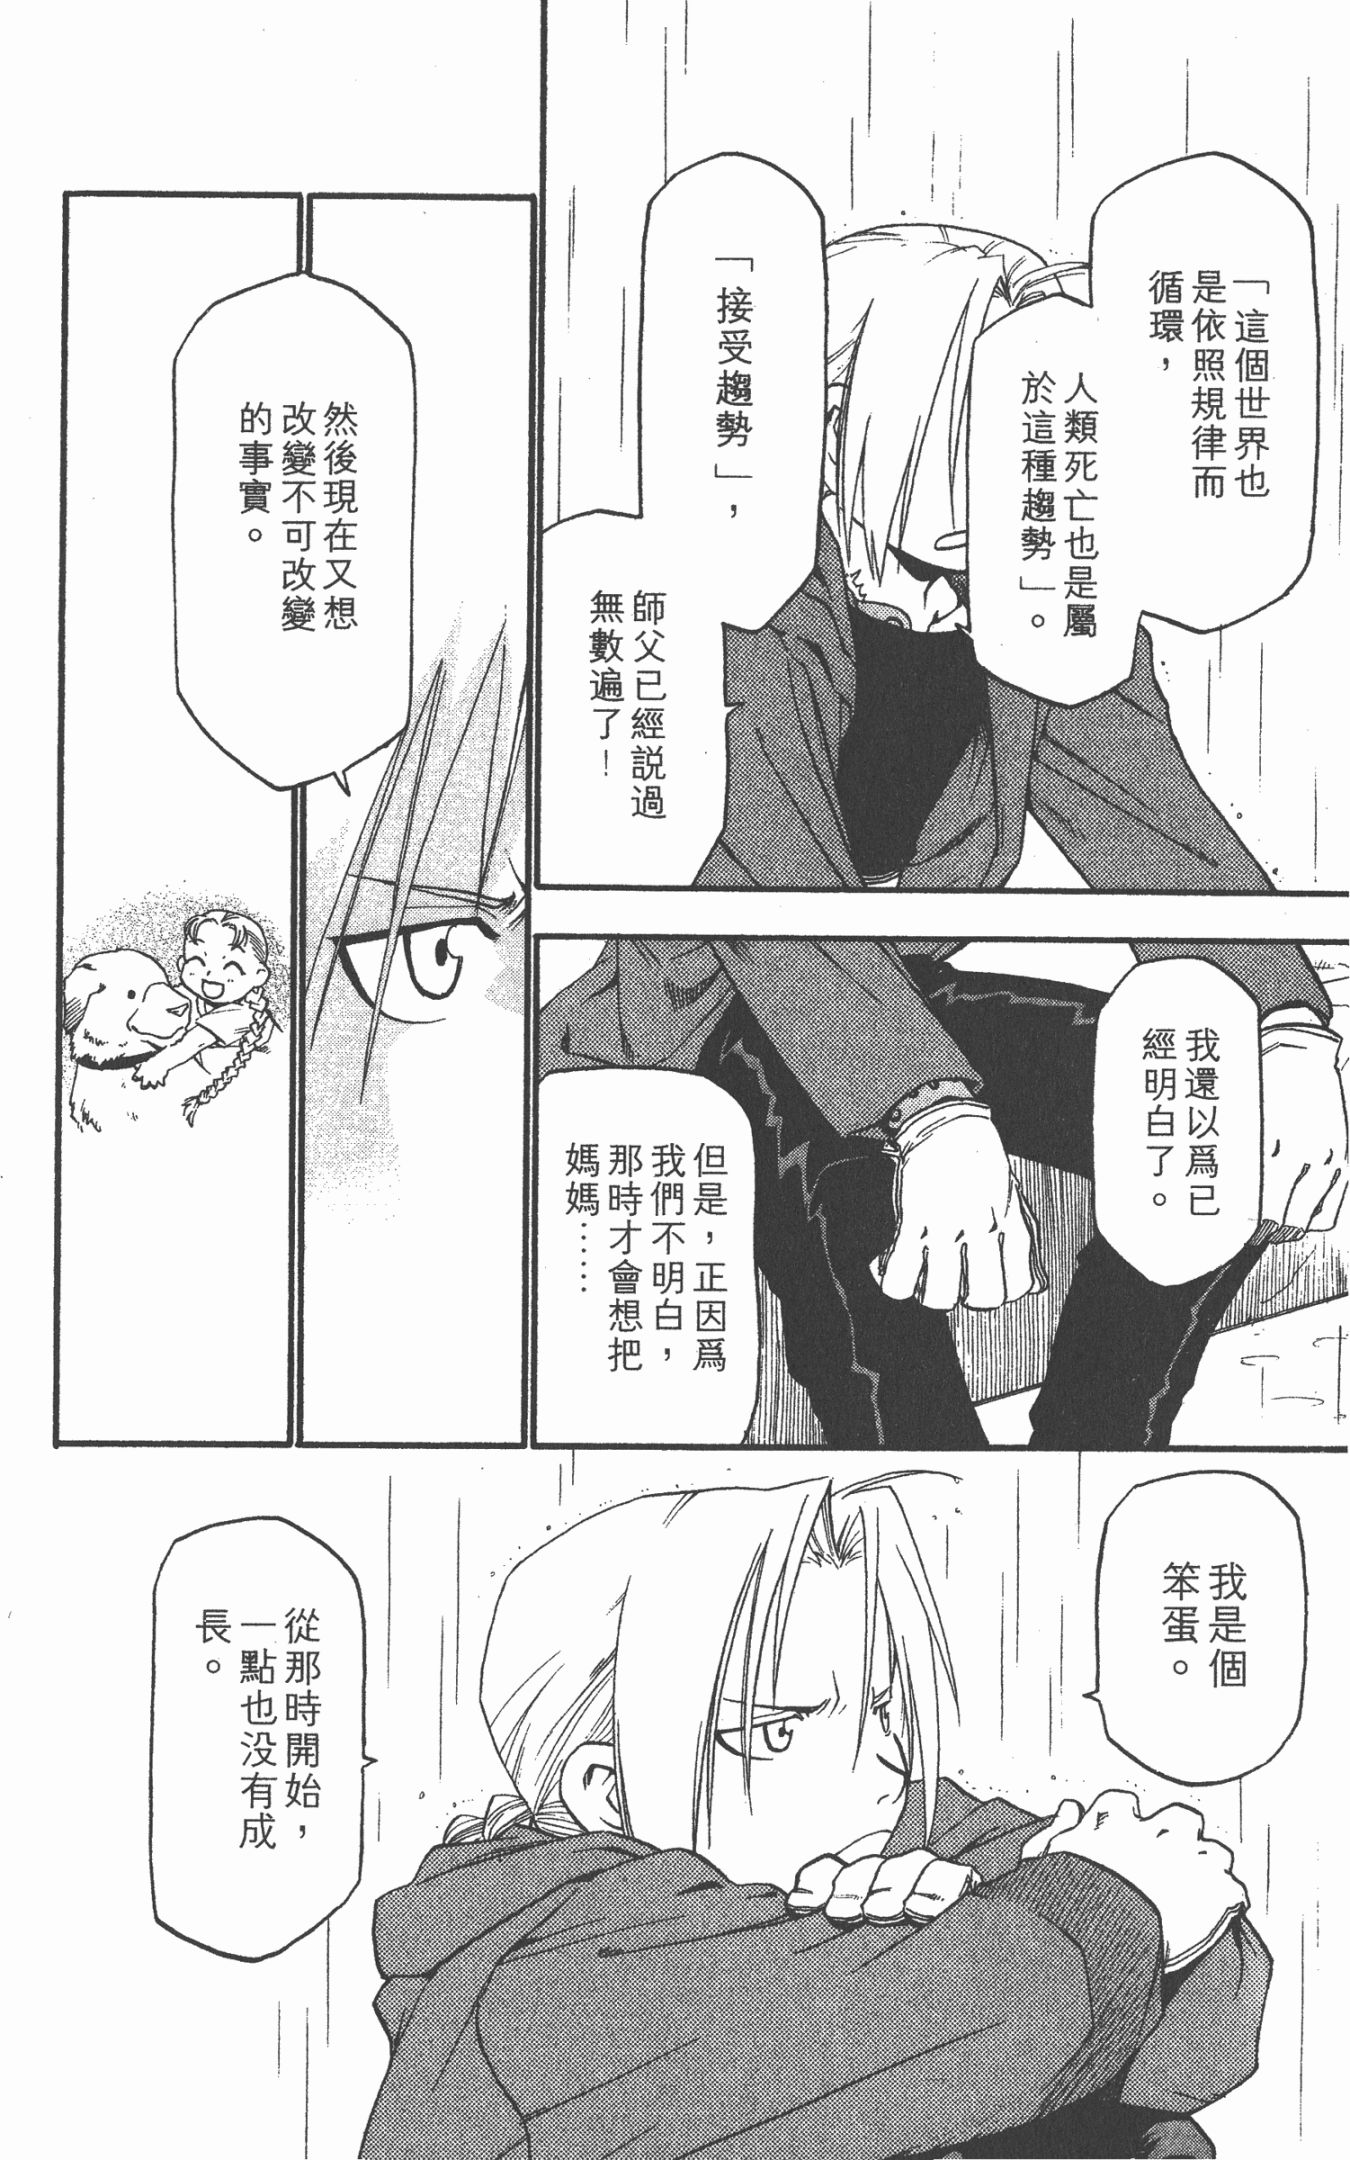 「這個世界也
是依照規律而
循環，
人類死亡也是屬
於這種趨勢」。
「接受趨勢」，
師父已經説過
無數遍了！
我還以爲已
經明白了。
但是，正因爲
我們不明白，
那時才會想把
媽媽……
然後現在又想
改變不可改變
的事實。
我是個
笨蛋。
從那時開始，
一點也没有成
長。